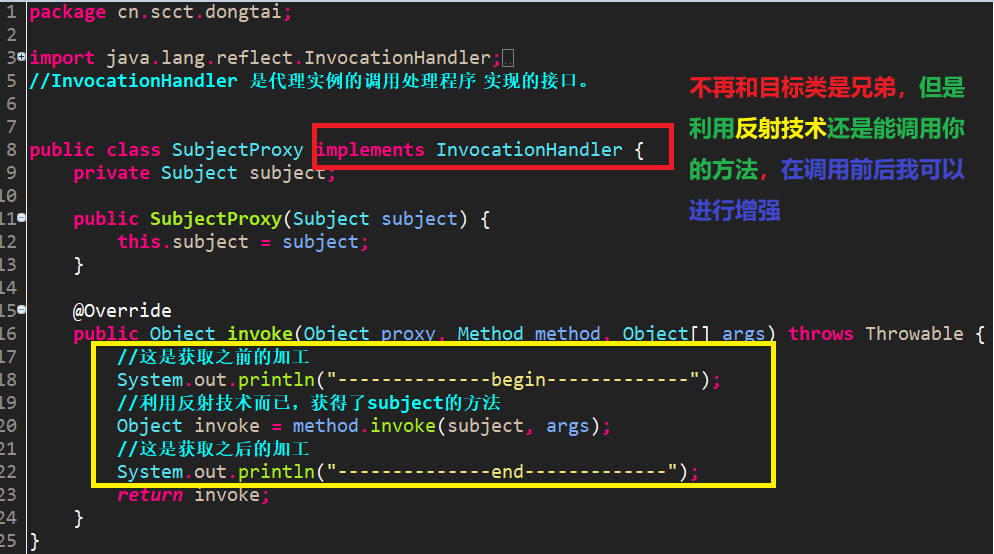 1 package cn.scct.dongtai;
2
3 import java.lang.reflect.InvocationHandler;
5 //InvocationHandler 是代理实例的调用处理程序 实现的接口。
6
7
8 public class SubjectProxy implements InvocationHandler {
9 private Subject subject;
10
11 public SubjectProxy(Subject subject) {
12 this.subject = subject;
13 }
14
15 @Override
16 public Object invoke(Object proxy, Method method, Object[] args) throws Throwable {
17 //这是获取之前的加工
18 System.out.println("--------------begin-------------");
19 //利用反射技术而已，获得了subject的方法
20 Object invoke = method.invoke(subject, args);
21 //这是获取之后的加工
22 System.out.println("--------------end-------------");
23 return invoke;
24 }
25 }
不再和目标类是兄弟，但是
利用反射技术还是能调用你
的方法，在调用前后我可以
进行增强